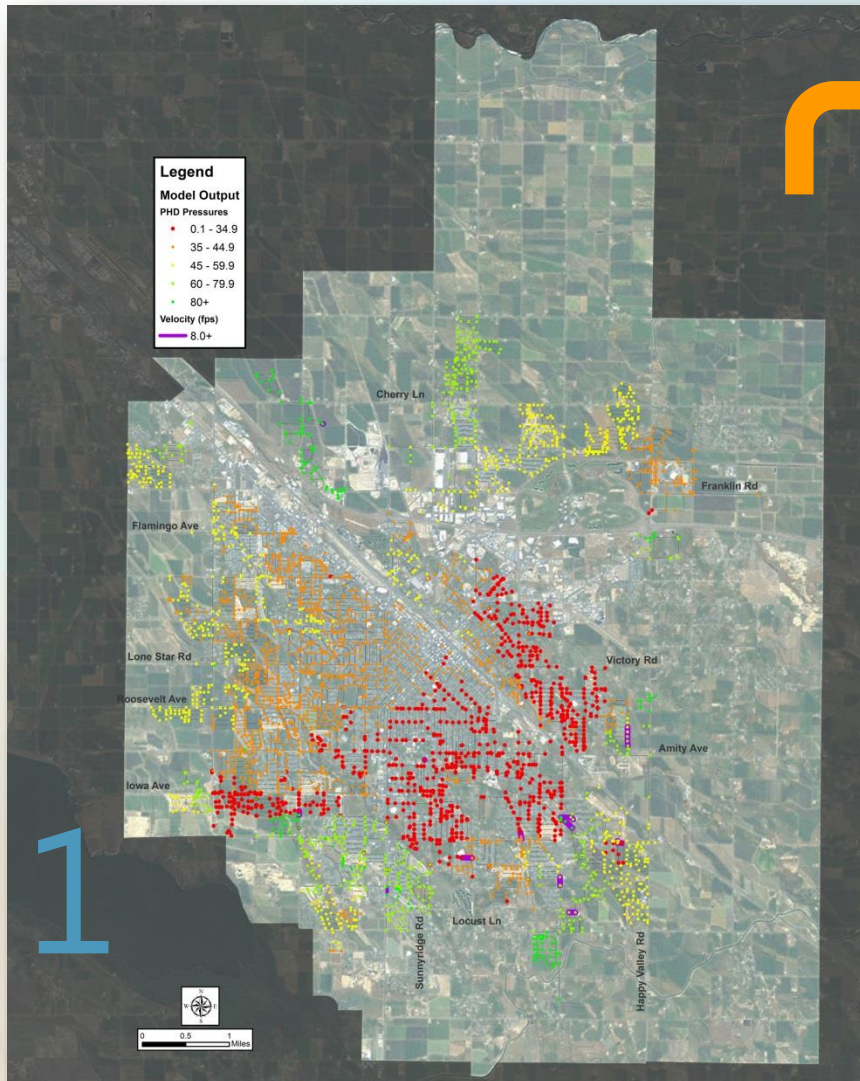 Legend
Model Output
PHD Pressures
0.1 - 34.9
35 - 44.9
45 - 59.9
60 - 79.9
80+
Velocity (fps)
8.0+
Cherry Ln
Franklin Rd
Flamingo Ave
Lone Star Rd
Victory Rd
Roosevelt Ave
Amity Ave
Iowa Ave
1
Locust Ln
Sunnyridge Rd
Happy Valley Rd
N
W E
S
0 0.5 1
Miles